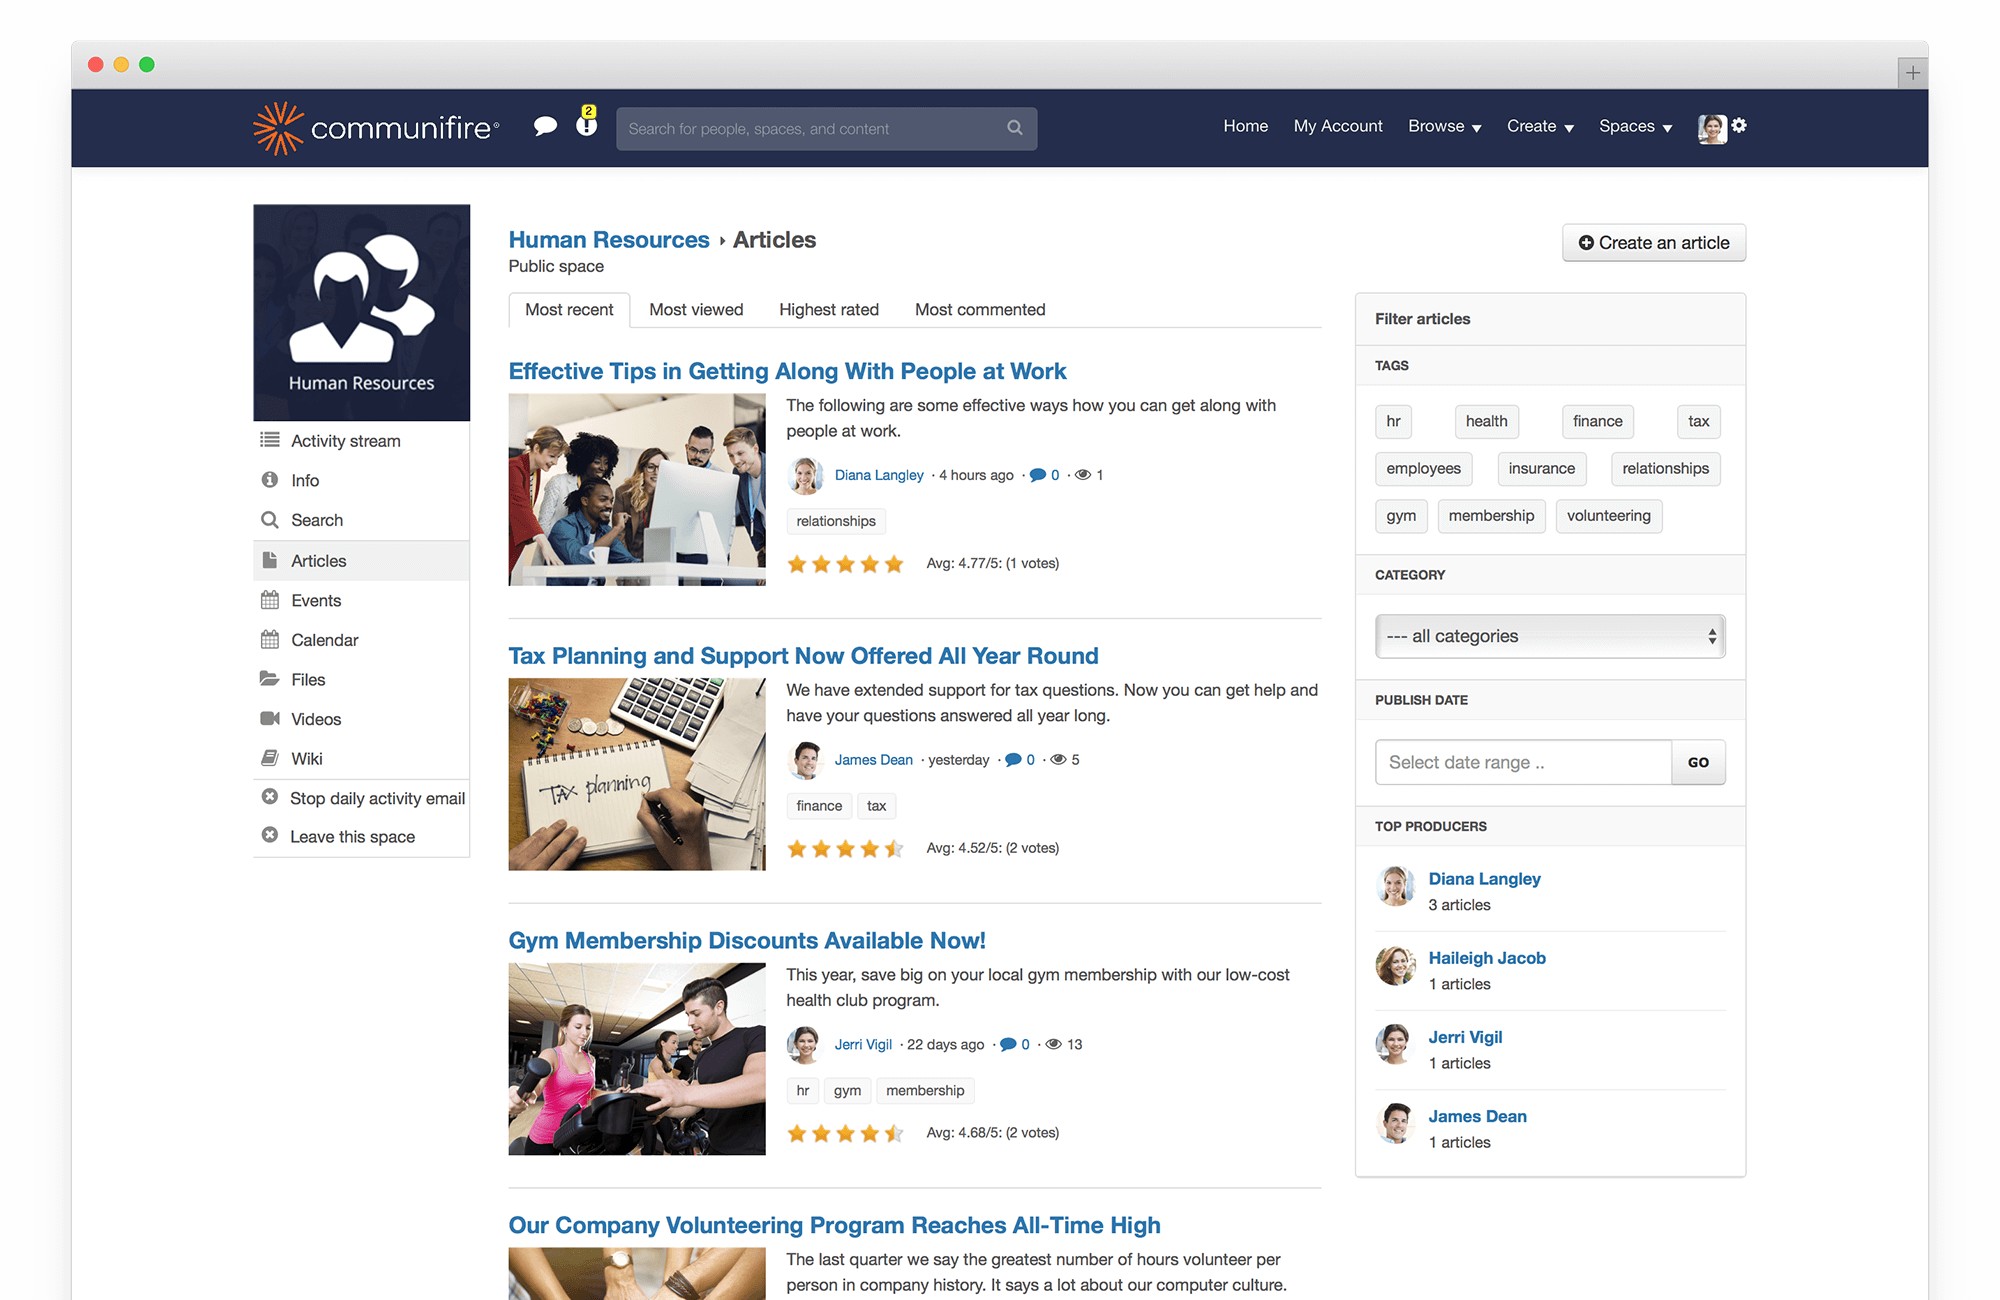 communifire®
2
Search for people, spaces, and content
Home
My Account
Browse
Create
Spaces
Human Resources
Activity stream
Info
Search
Articles
Events
Calendar
Files
Videos
Wiki
Stop daily activity email
Leave this space
Human Resources Articles
Public space
Create an article
Most recent
Most viewed
Highest rated
Most commented
Effective Tips in Getting Along With People at Work
The following are some effective ways how you can get along with
people at work.
Diana Langley · 4 hours ago · 0 · 1
relationships
Avg: 4.77/5: (1 votes)
Tax Planning and Support Now Offered All Year Round
TAX planning
We have extended support for tax questions. Now you can get help and
have your questions answered all year long.
James Dean · yesterday · 0 · 5
finance tax
Avg: 4.52/5: (2 votes)
Gym Membership Discounts Available Now!
This year, save big on your local gym membership with our low-cost
health club program.
Jerri Vigil · 22 days ago · 0 · 13
hr gym membership
Avg: 4.68/5: (2 votes)
Our Company Volunteering Program Reaches All-Time High
The last quarter we say the greatest number of hours volunteer per
person in company history. It says a lot about our computer culture.
Filter articles
TAGS
hr health finance tax
employees insurance relationships
gym membership volunteering
CATEGORY
--- all categories
PUBLISH DATE
Select date range ..
GO
TOP PRODUCERS
Diana Langley
3 articles
Haileigh Jacob
1 articles
Jerri Vigil
1 articles
James Dean
1 articles